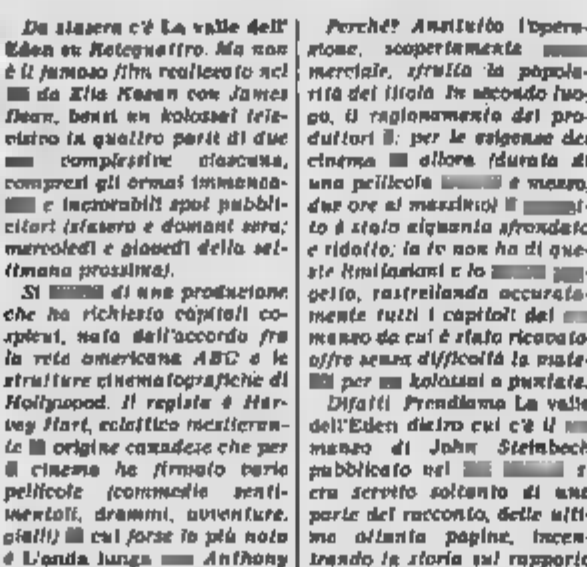 Da stasera c'è La valle dell'
Eden su Retequattro. Ma non
è il famoso film realizzato nel
da Elia Kazan con James
Dean, bensì un kolossal tele-
visivo in quattro parti di due
complessive ciascuna,
compresi gli ormai immanca-
e inesorabili spot pubbli-
citari (stasera e domani sera;
mercoledì e giovedì della set-
timana prossima).
Si di una produzione
che ha richiesto capitali co-
spicui, nata dall'accordo fra
la rete americana ABC e le
strutture cinematografiche di
Hollywood. Il regista è Har-
vey Hart, eclettico mestieran-
te origine canadese che per
il cinema ha firmato varie
pellicole (commedie senti-
mentali, drammi, avventure,
gialli) cui forse la più nota
è L'onda lunga Anthony
Perché? Anzitutto l'opera-
zione, scopertamente
merciale, sfrutta la popola-
rità del titolo. In secondo luo-
go, il ragionamento dei pro-
duttori per le esigenze del
cinema allora (durata di
una pellicola e mezza,
due ore al massimo) il
to è stato alquanto sfrondato
e ridotto; la tv non ha di que-
ste limitazioni e lo
getto, rastrellando accurata-
mente tutti i capitoli del
manzo da cui è stato ricavato
offre senza difficoltà la mate-
per kolossal a puntate.
Difatti Prendiamo La valle
dell'Eden dietro cui c'è il
manzo di John Steinbeck
pubblicato nel
era servito soltanto di una
parte del racconto, delle ulti-
me ottanta pagine, incen-
trando la storia sul rapporto